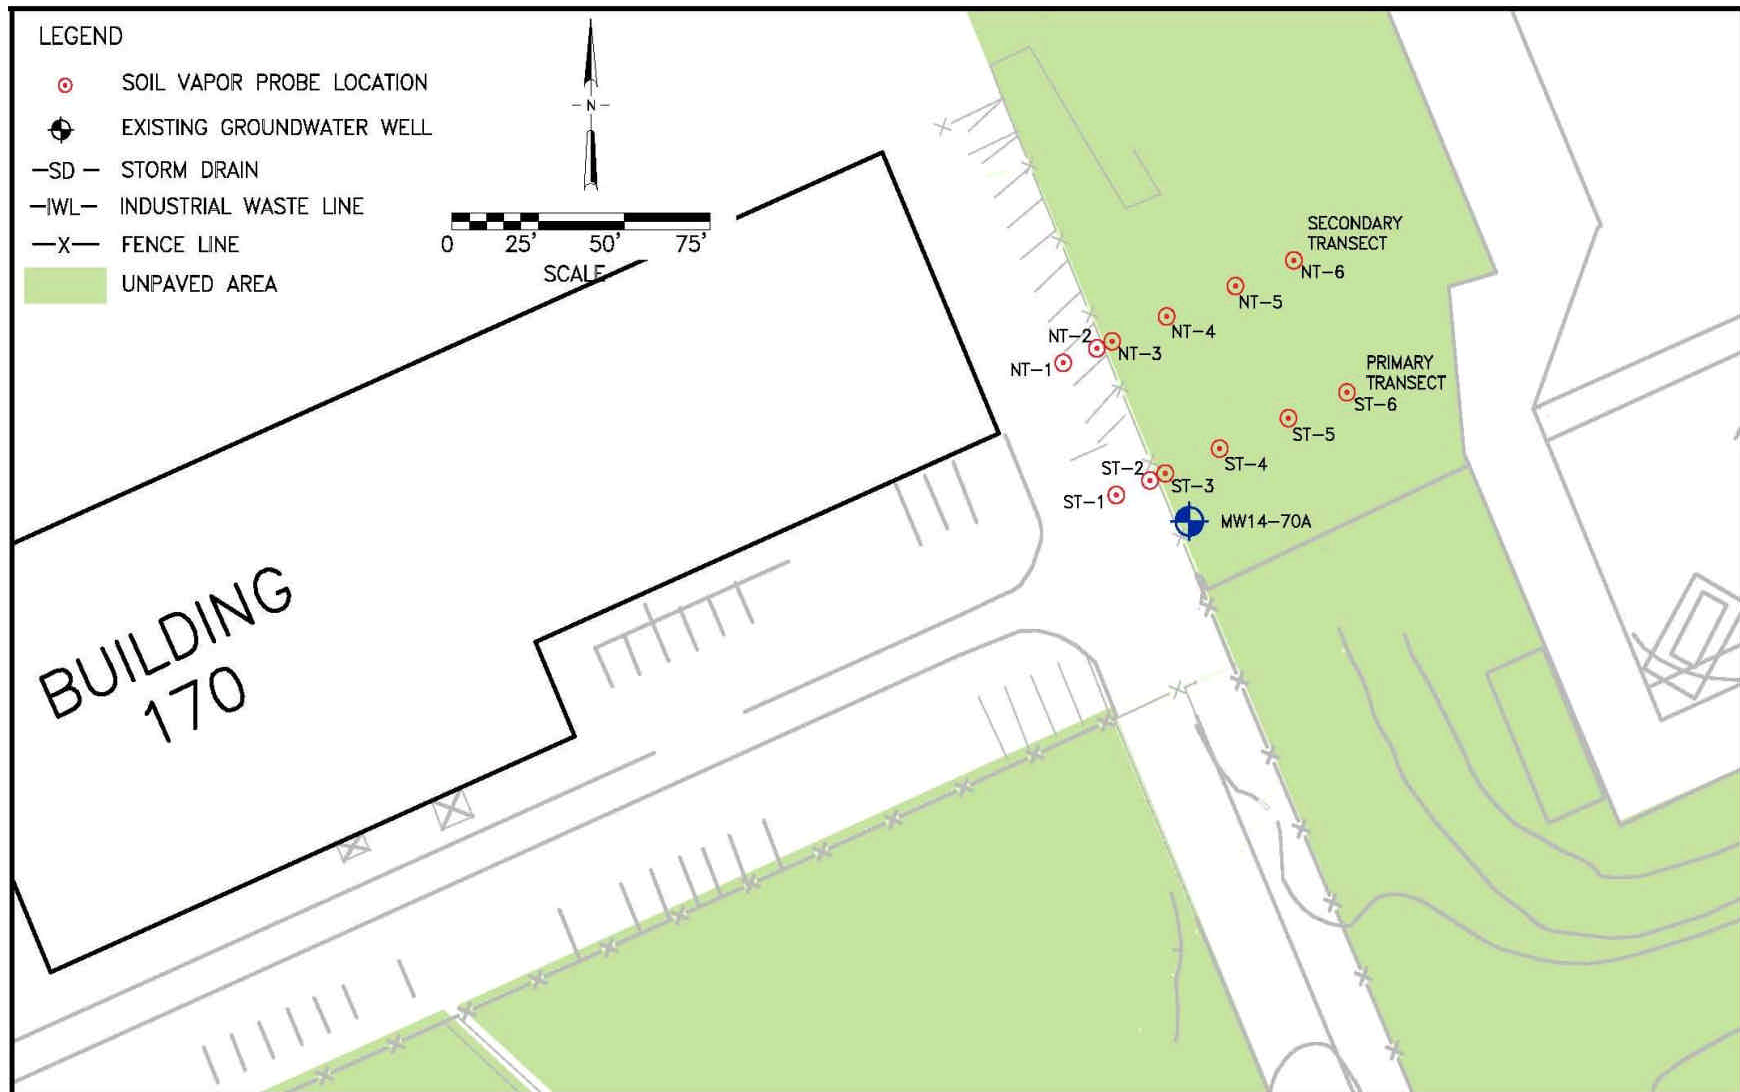 LEGEND
SOIL VAPOR PROBE LOCATION
EXISTING GROUNDWATER WELL
—SD— STORM DRAIN
—IWL— INDUSTRIAL WASTE LINE
—X— FENCE LINE
UNPAVED AREA
-N-
0 25' 50' 75'
SCALE
SECONDARY
TRANSECT
NT-6
NT-5
NT-4
NT-2
NT-3
NT-1
PRIMARY
TRANSECT
ST-6
ST-5
ST-4
ST-2
ST-3
ST-1
MW14-70A
BUILDING
170